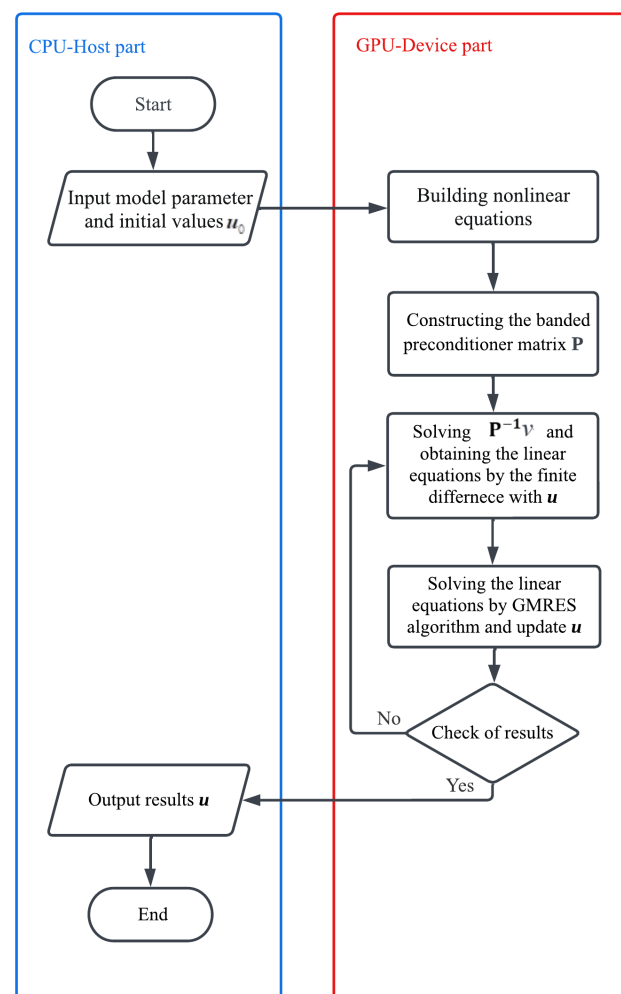 CPU-Host part
GPU-Device part
Start
Input model parameter
and initial values u₀
Building nonlinear
equations
Constructing the banded
preconditioner matrix P
Solving P⁻¹v and
obtaining the linear
equations by the finite
differnece with u
Solving the linear
equations by GMRES
algorithm and update u
No
Check of results
Yes
Output results u
End